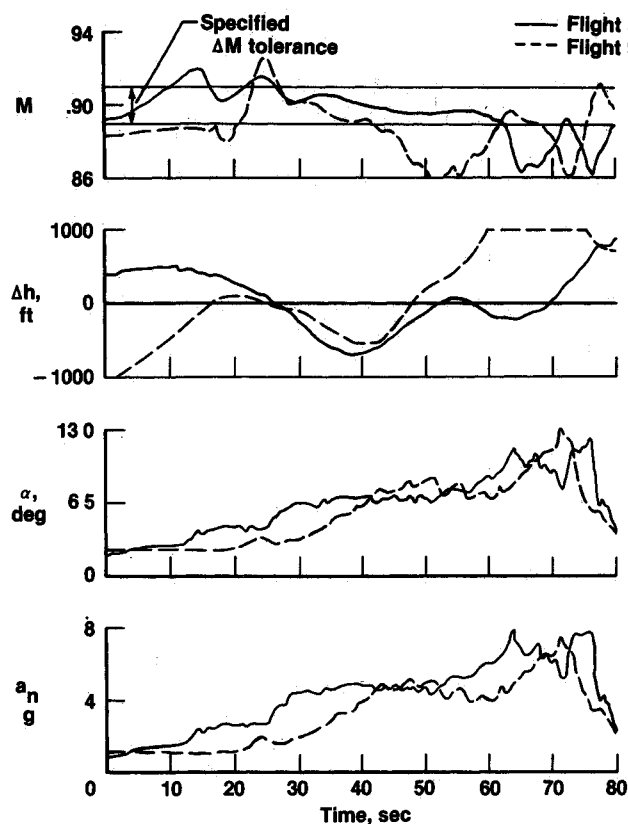 Specified
ΔM tolerance
Flight
Flight
94
M
.90
86
1000
Δh,
ft
0
-1000
13 0
α,
deg
6 5
0
8
a n
g
4
0
10
20
30
40
50
60
70
80
Time, sec